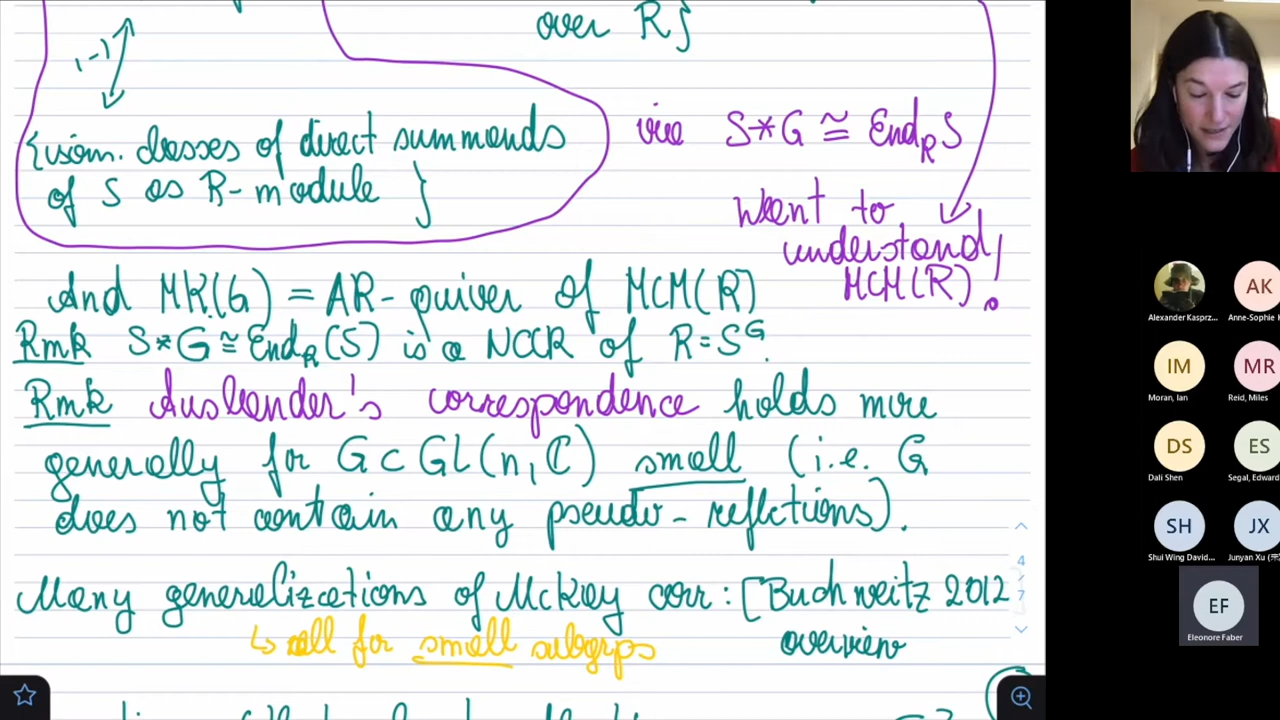 over R}
1-1
{isom. classes of direct summands
of S as R-module }
via S*G ≅ End_R S
Want to
understand
MCM(R) !
And MK(G) = AR-quiver of MCM(R)
Rmk S*G ≅ End_R(S) is a NCCR of R=S^G.
Rmk Auslander's correspondence holds more
generally for G⊂GL(n,ℂ) small (i.e. G
does not contain any pseudo-reflctions).
Many generalizations of McKay corr: [Buchweitz 2012
overview
↳ all for small subgrps
4
7
Alexander Kasprz...
AK
Anne-Sophie K
IM
Moran, Ian
MR
Reid, Miles
DS
Dali Shen
ES
Segal, Edward
SH
Shui Wing David...
JX
Junyan Xu
EF
Eleonore Faber